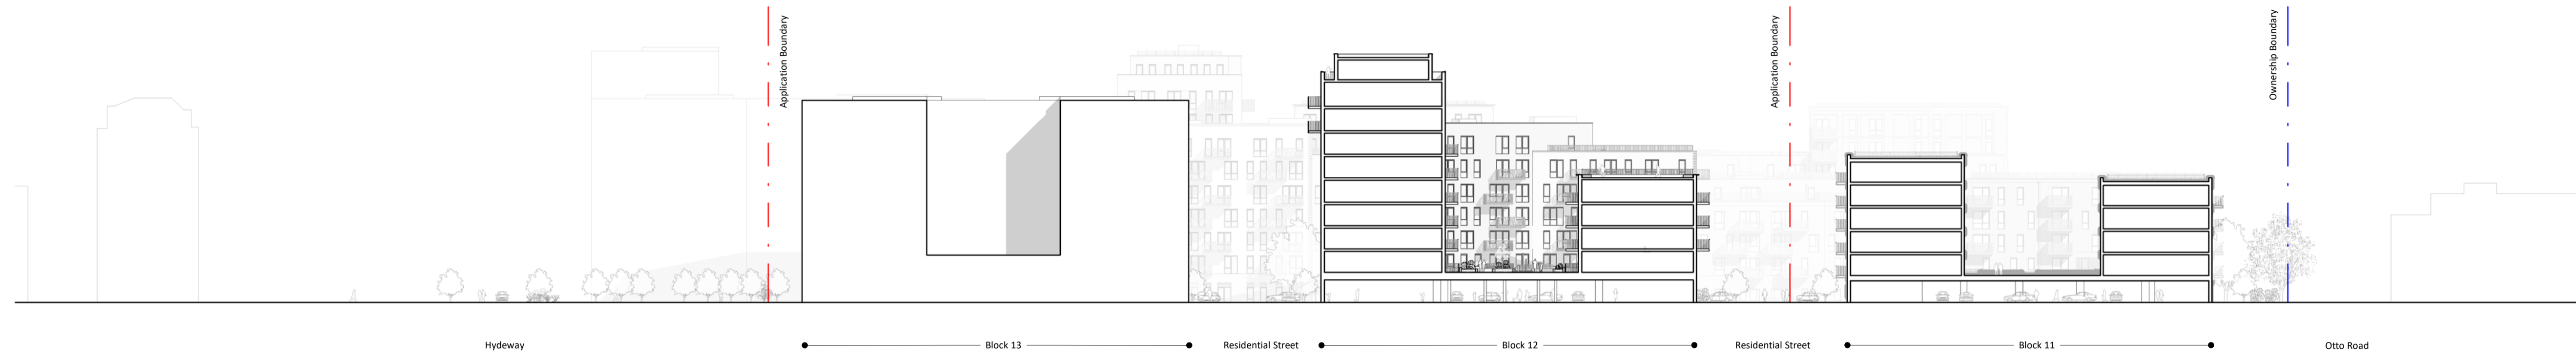 Application Boundary
Application Boundary
Ownership Boundary
Hydeway
Block 13
Residential Street
Block 12
Residential Street
Block 11
Otto Road